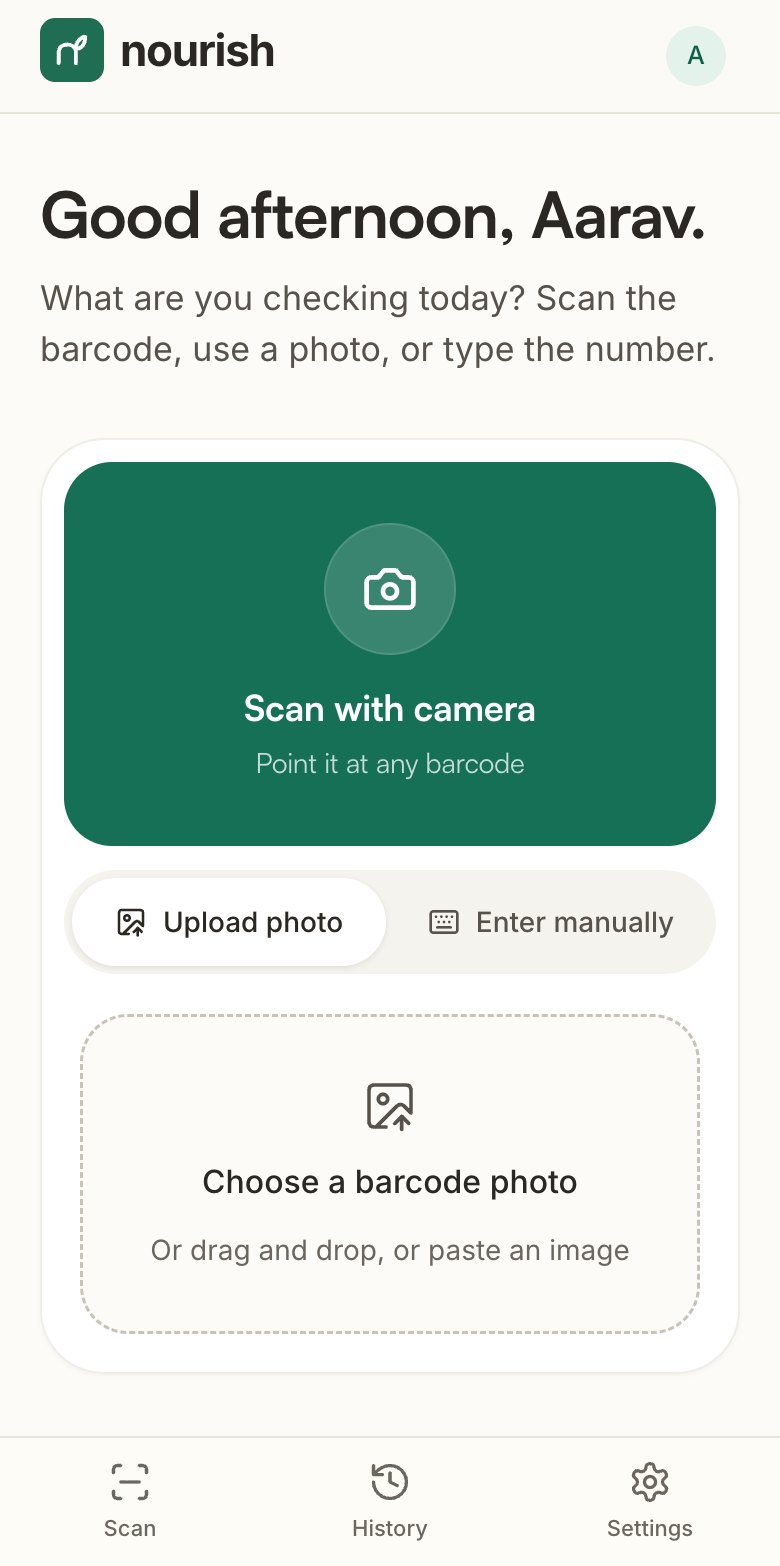 nourish
A
Good afternoon, Aarav.
What are you checking today? Scan the
barcode, use a photo, or type the number.
Scan with camera
Point it at any barcode
Upload photo
Enter manually
Choose a barcode photo
Or drag and drop, or paste an image
Scan
History
Settings